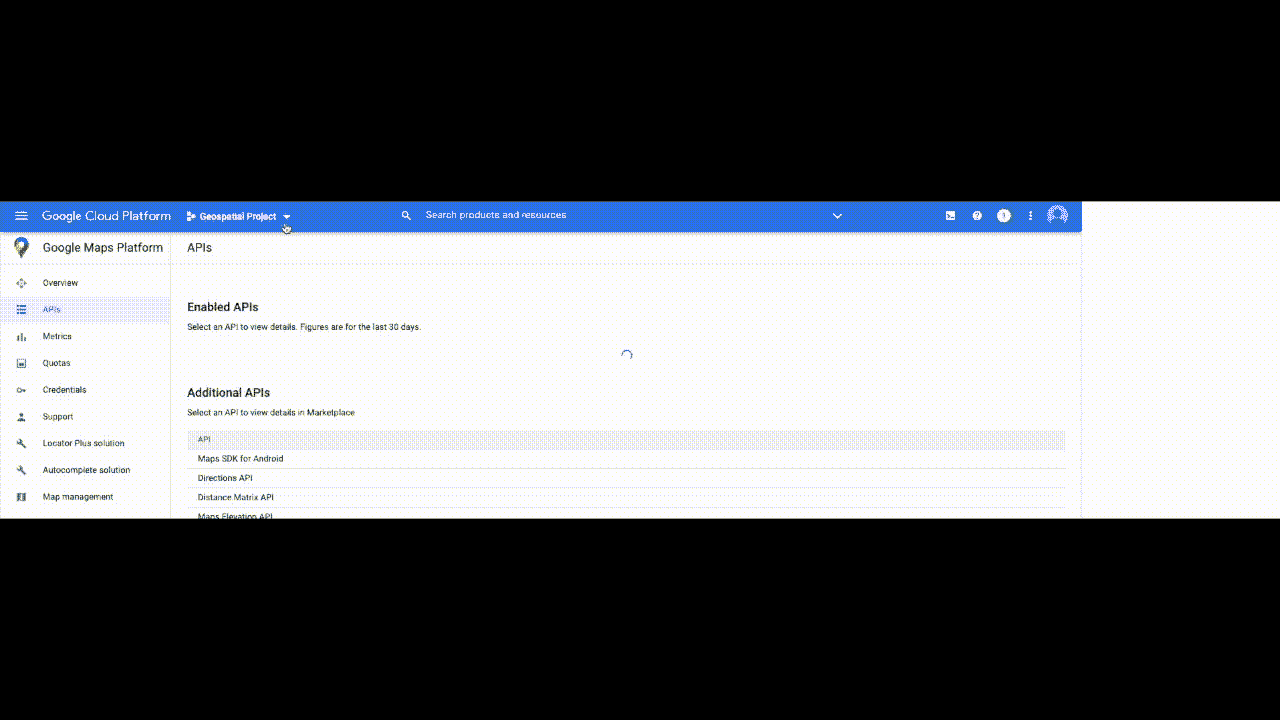 Google Cloud Platform
Geospatial Project
Search products and resources
Google Maps Platform
APIs
Overview
APIs
Metrics
Quotas
Credentials
Support
Locator Plus solution
Autocomplete solution
Map management
Enabled APIs
Select an API to view details. Figures are for the last 30 days.
Additional APIs
Select an API to view details in Marketplace
API
Maps SDK for Android
Directions API
Distance Matrix API
Maps Elevation API